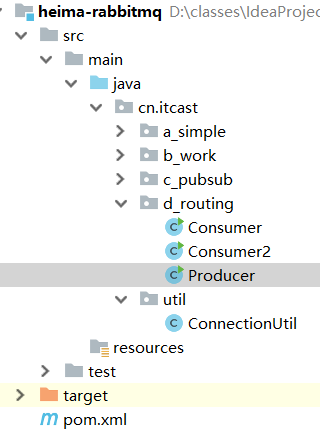 heima-rabbitmq D:\classes\IdeaProjec
src
main
java
cn.itcast
a_simple
b_work
c_pubsub
d_routing
Consumer
Consumer2
Producer
util
ConnectionUtil
resources
test
target
pom.xml